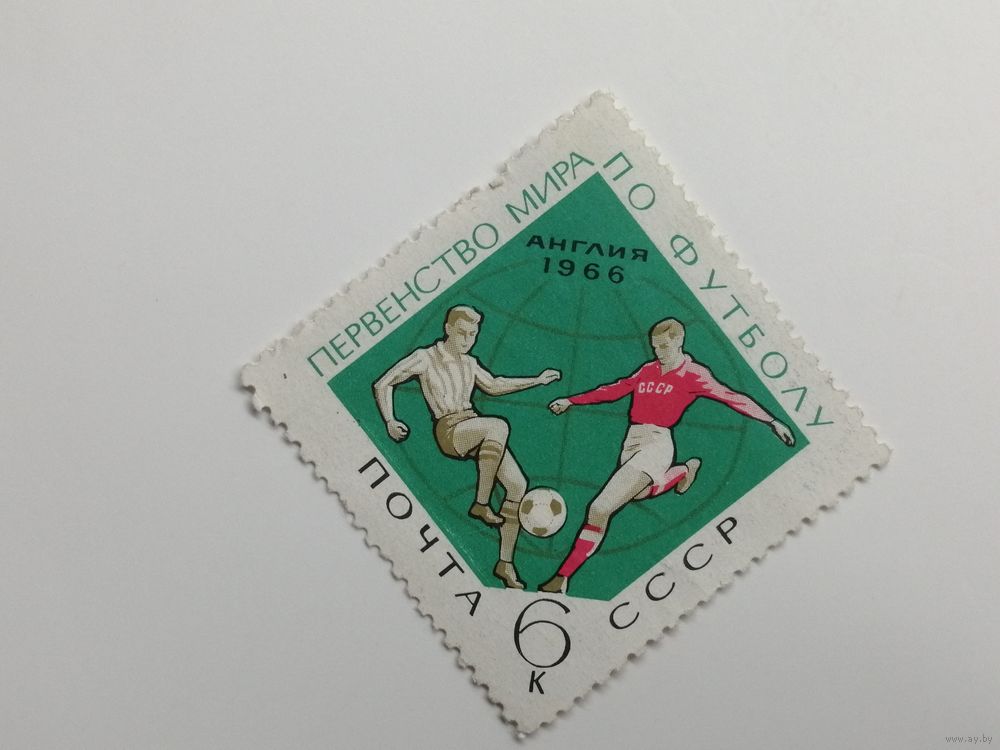 ПЕРВЕНСТВО МИРА
ПО ФУТБОЛУ
АНГЛИЯ
1966
СССР
ПОЧТА
СССР
6
К
www.ay.by